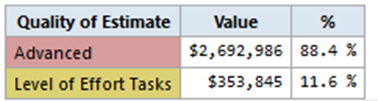 Quality of Estimate Value %
Advanced $2,692,986 88.4 %
Level of Effort Tasks $353,845 11.6 %